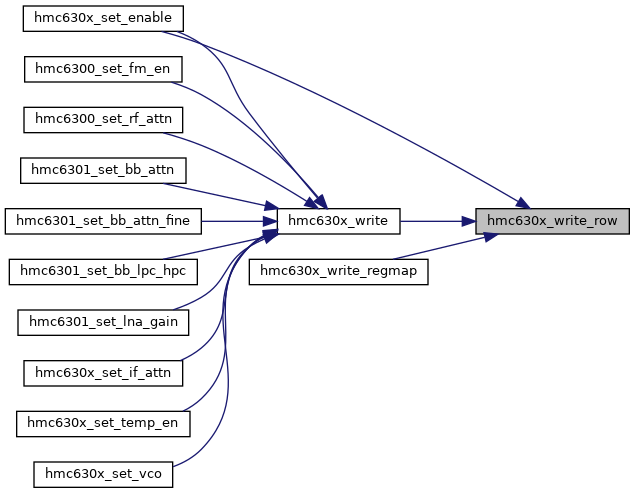 hmc630x_set_enable
hmc6300_set_fm_en
hmc6300_set_rf_attn
hmc6301_set_bb_attn
hmc6301_set_bb_attn_fine
hmc630x_write
hmc630x_write_row
hmc6301_set_bb_lpc_hpc
hmc630x_write_regmap
hmc6301_set_lna_gain
hmc630x_set_if_attn
hmc630x_set_temp_en
hmc630x_set_vco